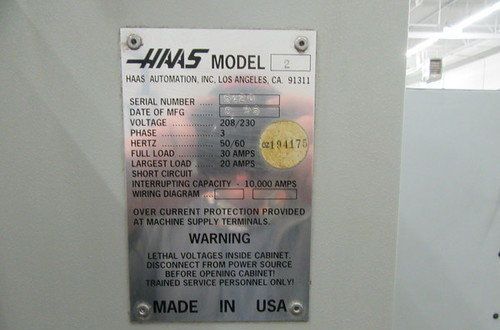 HAAS MODEL 2
HAAS AUTOMATION, INC. LOS ANGELES, CA. 91311
SERIAL NUMBER ....
DATE OF MFG .........
VOLTAGE ............. 208/230
PHASE ................. 3
HERTZ ................. 50/60
FULL LOAD .......... 30 AMPS
LARGEST LOAD ... 20 AMPS
02194175
SHORT CIRCUIT
INTERRUPTING CAPACITY - 10,000 AMPS
WIRING DIAGRAM ...
OVER CURRENT PROTECTION PROVIDED
AT MACHINE SUPPLY TERMINALS.
WARNING
LETHAL VOLTAGES INSIDE CABINET.
DISCONNECT FROM POWER SOURCE
BEFORE OPENING CABINET!
TRAINED SERVICE PERSONNEL ONLY!
MADE IN USA